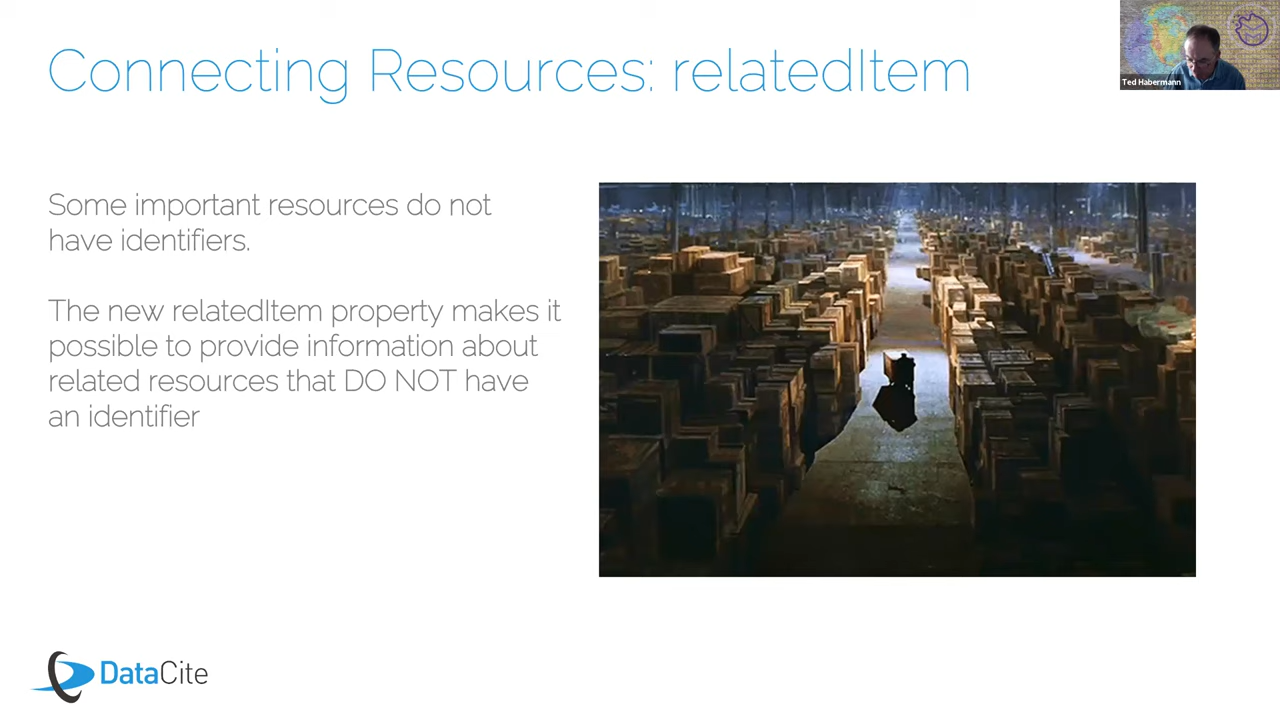 Connecting Resources: relatedItem
Ted Habermann
Some important resources do not
have identifiers.
The new relatedItem property makes it
possible to provide information about
related resources that DO NOT have
an identifier
DataCite